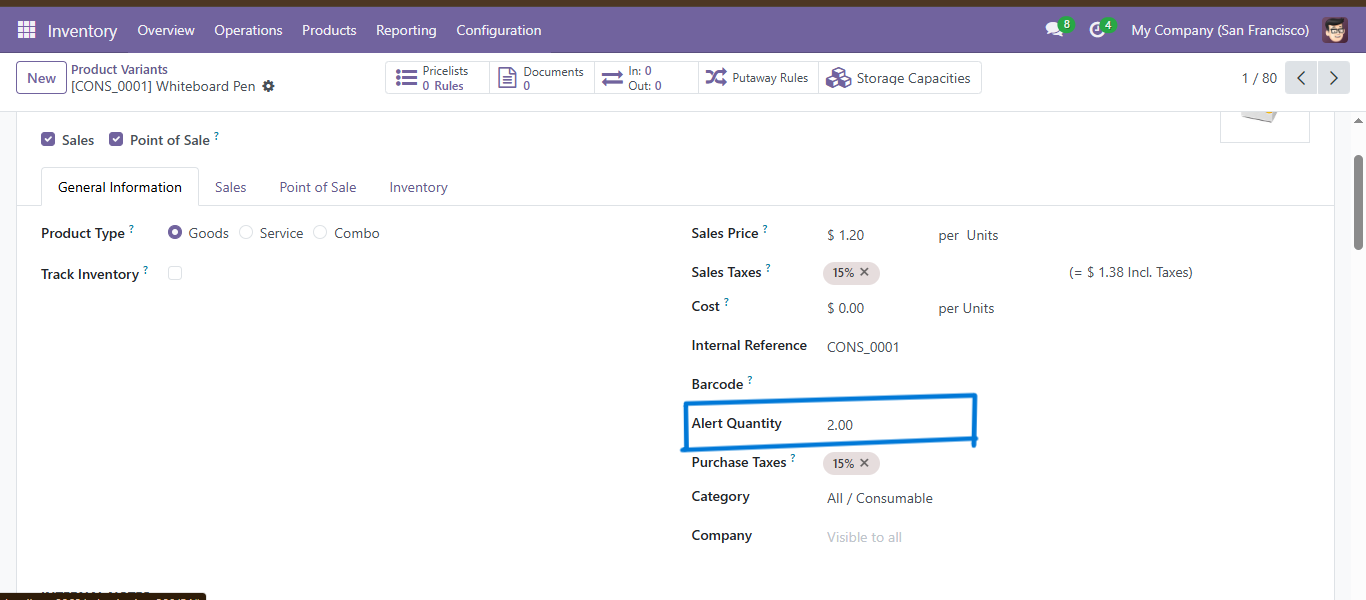 Inventory Overview Operations Products Reporting Configuration 8 4 My Company (San Francisco)
New Product Variants
[CONS_0001] Whiteboard Pen
Pricelists
0 Rules
Documents
0
In: 0
Out: 0
Putaway Rules
Storage Capacities
1 / 80
Sales Point of Sale ?
General Information Sales Point of Sale Inventory
Product Type ? Goods Service Combo
Track Inventory ?
Sales Price ? $ 1.20 per Units
Sales Taxes ? 15% × (= $ 1.38 Incl. Taxes)
Cost ? $ 0.00 per Units
Internal Reference CONS_0001
Barcode ?
Alert Quantity 2.00
Purchase Taxes ? 15% ×
Category All / Consumable
Company Visible to all